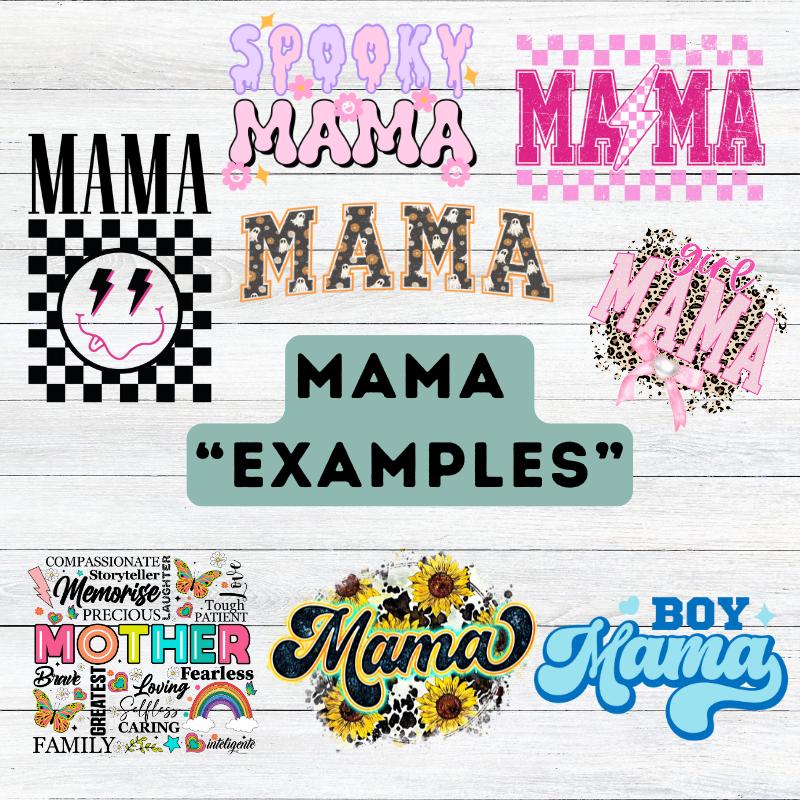 SPOOKY
MAMA
MAMA
MAMA
MAMA
girl
MAMA
MAMA
“EXAMPLES”
COMPASSIONATE
Storyteller
Memorise
LAUGHTER
Love
PRECIOUS
Tough
PATIENT
MOTHER
Brave
GREATEST
Fearless
Loving
Selfless
CARING
FAMILY
inteligente
Mama
BOY
Mama